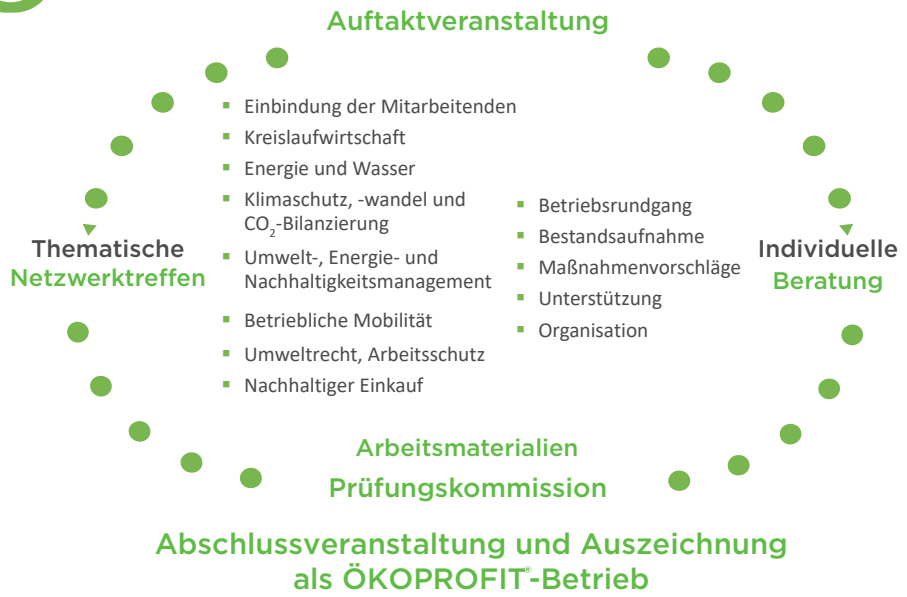 Auftaktveranstaltung
Thematische
Netzwerktreffen
▪ Einbindung der Mitarbeitenden
▪ Kreislaufwirtschaft
▪ Energie und Wasser
▪ Klimaschutz, -wandel und
CO₂-Bilanzierung
▪ Umwelt-, Energie- und
Nachhaltigkeitsmanagement
▪ Betriebliche Mobilität
▪ Umweltrecht, Arbeitsschutz
▪ Nachhaltiger Einkauf
▪ Betriebsrundgang
▪ Bestandsaufnahme
▪ Maßnahmenvorschläge
▪ Unterstützung
▪ Organisation
Individuelle
Beratung
Arbeitsmaterialien
Prüfungskommission
Abschlussveranstaltung und Auszeichnung
als ÖKOPROFIT®-Betrieb